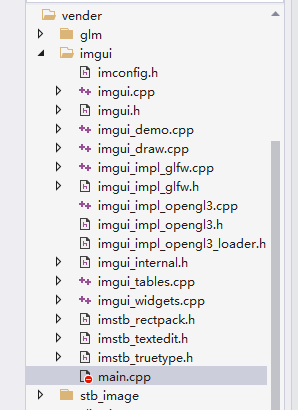 vender
glm
imgui
imconfig.h
imgui.cpp
imgui.h
imgui_demo.cpp
imgui_draw.cpp
imgui_impl_glfw.cpp
imgui_impl_glfw.h
imgui_impl_opengl3.cpp
imgui_impl_opengl3.h
imgui_impl_opengl3_loader.h
imgui_internal.h
imgui_tables.cpp
imgui_widgets.cpp
imstb_rectpack.h
imstb_textedit.h
imstb_truetype.h
main.cpp
stb_image